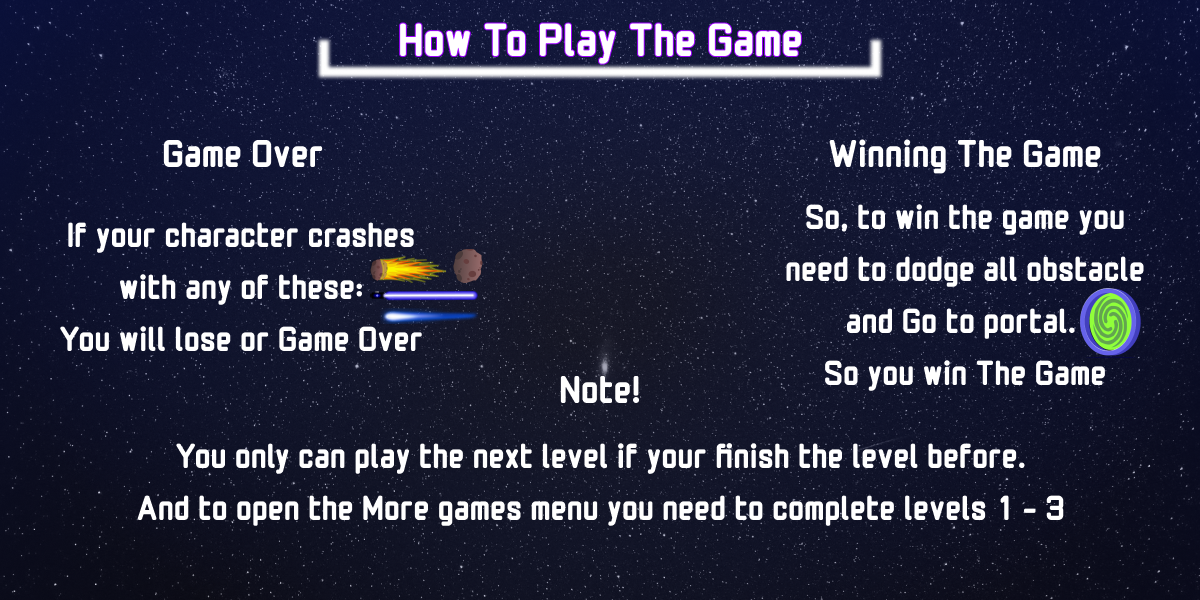 How To Play The Game
Game Over
If your character crashes
with any of these:
You will lose or Game Over
Winning The Game
So, to win the game you
need to dodge all obstacle
and Go to portal.
So you win The Game
Note!
You only can play the next level if your finish the level before.
And to open the More games menu you need to complete levels 1 - 3